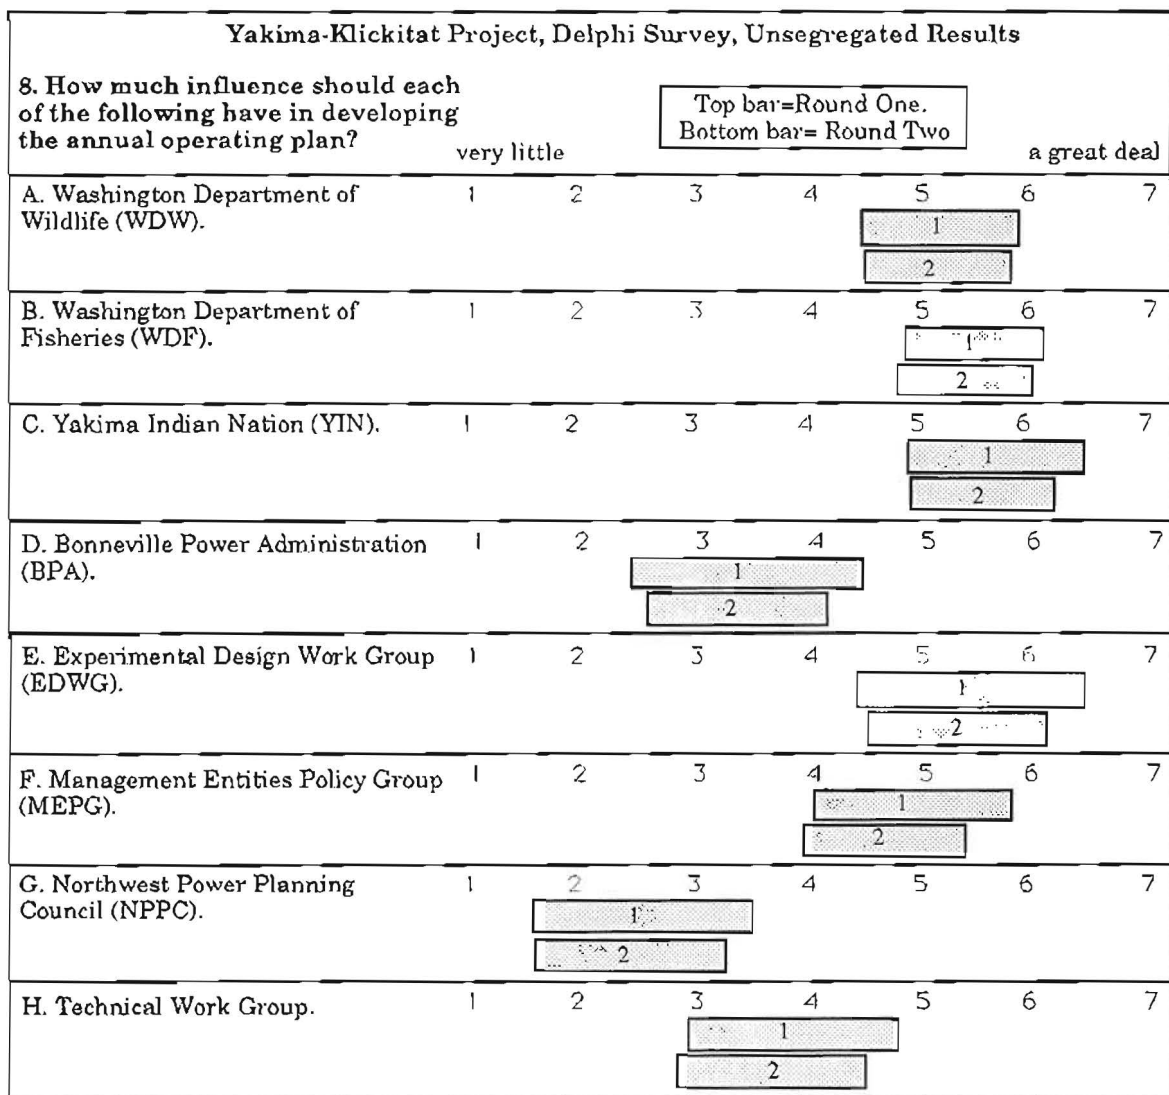 Yakima-Klickitat Project, Delphi Survey, Unsegregated Results
8. How much influence should each
of the following have in developing
the annual operating plan?
Top bar=Round One.
Bottom bar= Round Two
very little a great deal
A. Washington Department of 1 2 3 4 5 6 7
Wildlife (WDW).
1
2
B. Washington Department of 1 2 3 4 5 6 7
Fisheries (WDF).
1
2
C. Yakima Indian Nation (YIN). 1 2 3 4 5 6 7
1
2
D. Bonneville Power Administration 1 2 3 4 5 6 7
(BPA).
1
2
E. Experimental Design Work Group 1 2 3 4 5 6 7
(EDWG).
1
2
F. Management Entities Policy Group 1 2 3 4 5 6 7
(MEPG).
1
2
G. Northwest Power Planning 1 2 3 4 5 6 7
Council (NPPC).
1
2
H. Technical Work Group. 1 2 3 4 5 6 7
1
2